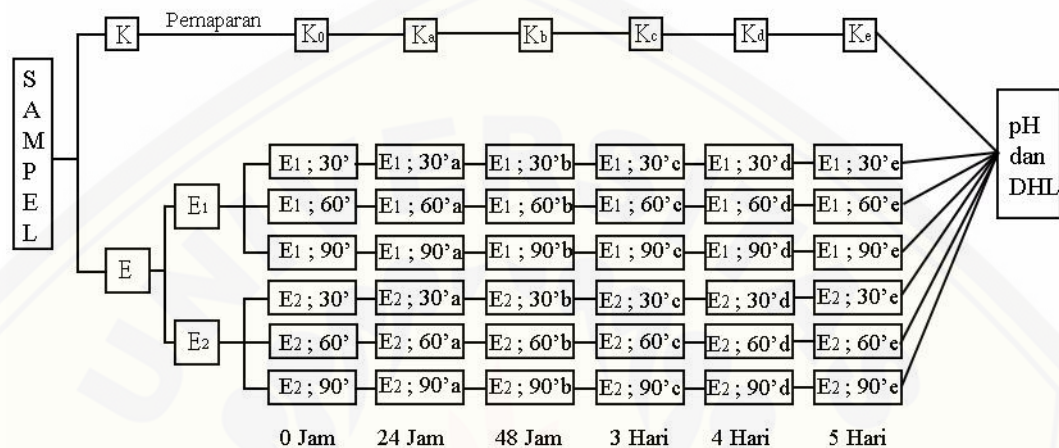 Pemaparan
K K0 Ka Kb Kc Kd Ke
SAMPEL
pH
dan
DHL
E1 ; 30' E1 ; 30'a E1 ; 30'b E1 ; 30'c E1 ; 30'd E1 ; 30'e
E1
E1 ; 60' E1 ; 60'a E1 ; 60'b E1 ; 60'c E1 ; 60'd E1 ; 60'e
E1 ; 90' E1 ; 90'a E1 ; 90'b E1 ; 90'c E1 ; 90'd E1 ; 90'e
E
E2 ; 30' E2 ; 30'a E2 ; 30'b E2 ; 30'c E2 ; 30'd E2 ; 30'e
E2
E2 ; 60' E2 ; 60'a E2 ; 60'b E2 ; 60'c E2 ; 60'd E2 ; 60'e
E2 ; 90' E2 ; 90'a E2 ; 90'b E2 ; 90'c E2 ; 90'd E2 ; 90'e
0 Jam 24 Jam 48 Jam 3 Hari 4 Hari 5 Hari